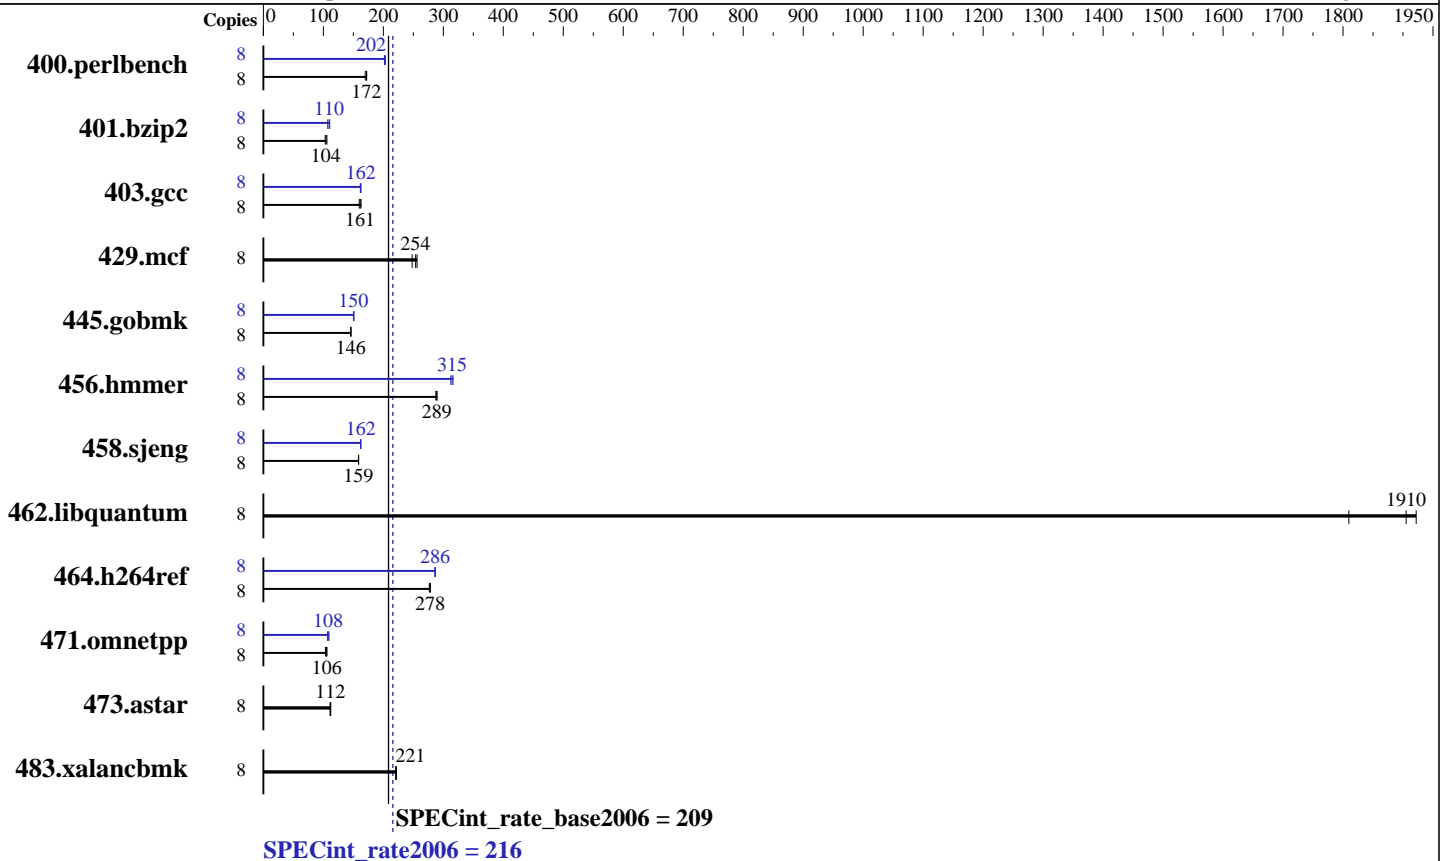 Copies 0 100 200 300 400 500 600 700 800 900 1000 1100 1200 1300 1400 1500 1600 1700 1800 1950
400.perlbench 8 202
8 172
401.bzip2 8 110
8 104
403.gcc 8 162
8 161
429.mcf 8 254
445.gobmk 8 150
8 146
456.hmmer 8 315
8 289
458.sjeng 8 162
8 159
462.libquantum 8 1910
464.h264ref 8 286
8 278
471.omnetpp 8 108
8 106
473.astar 8 112
483.xalancbmk 8 221
SPECint_rate_base2006 = 209
SPECint_rate2006 = 216